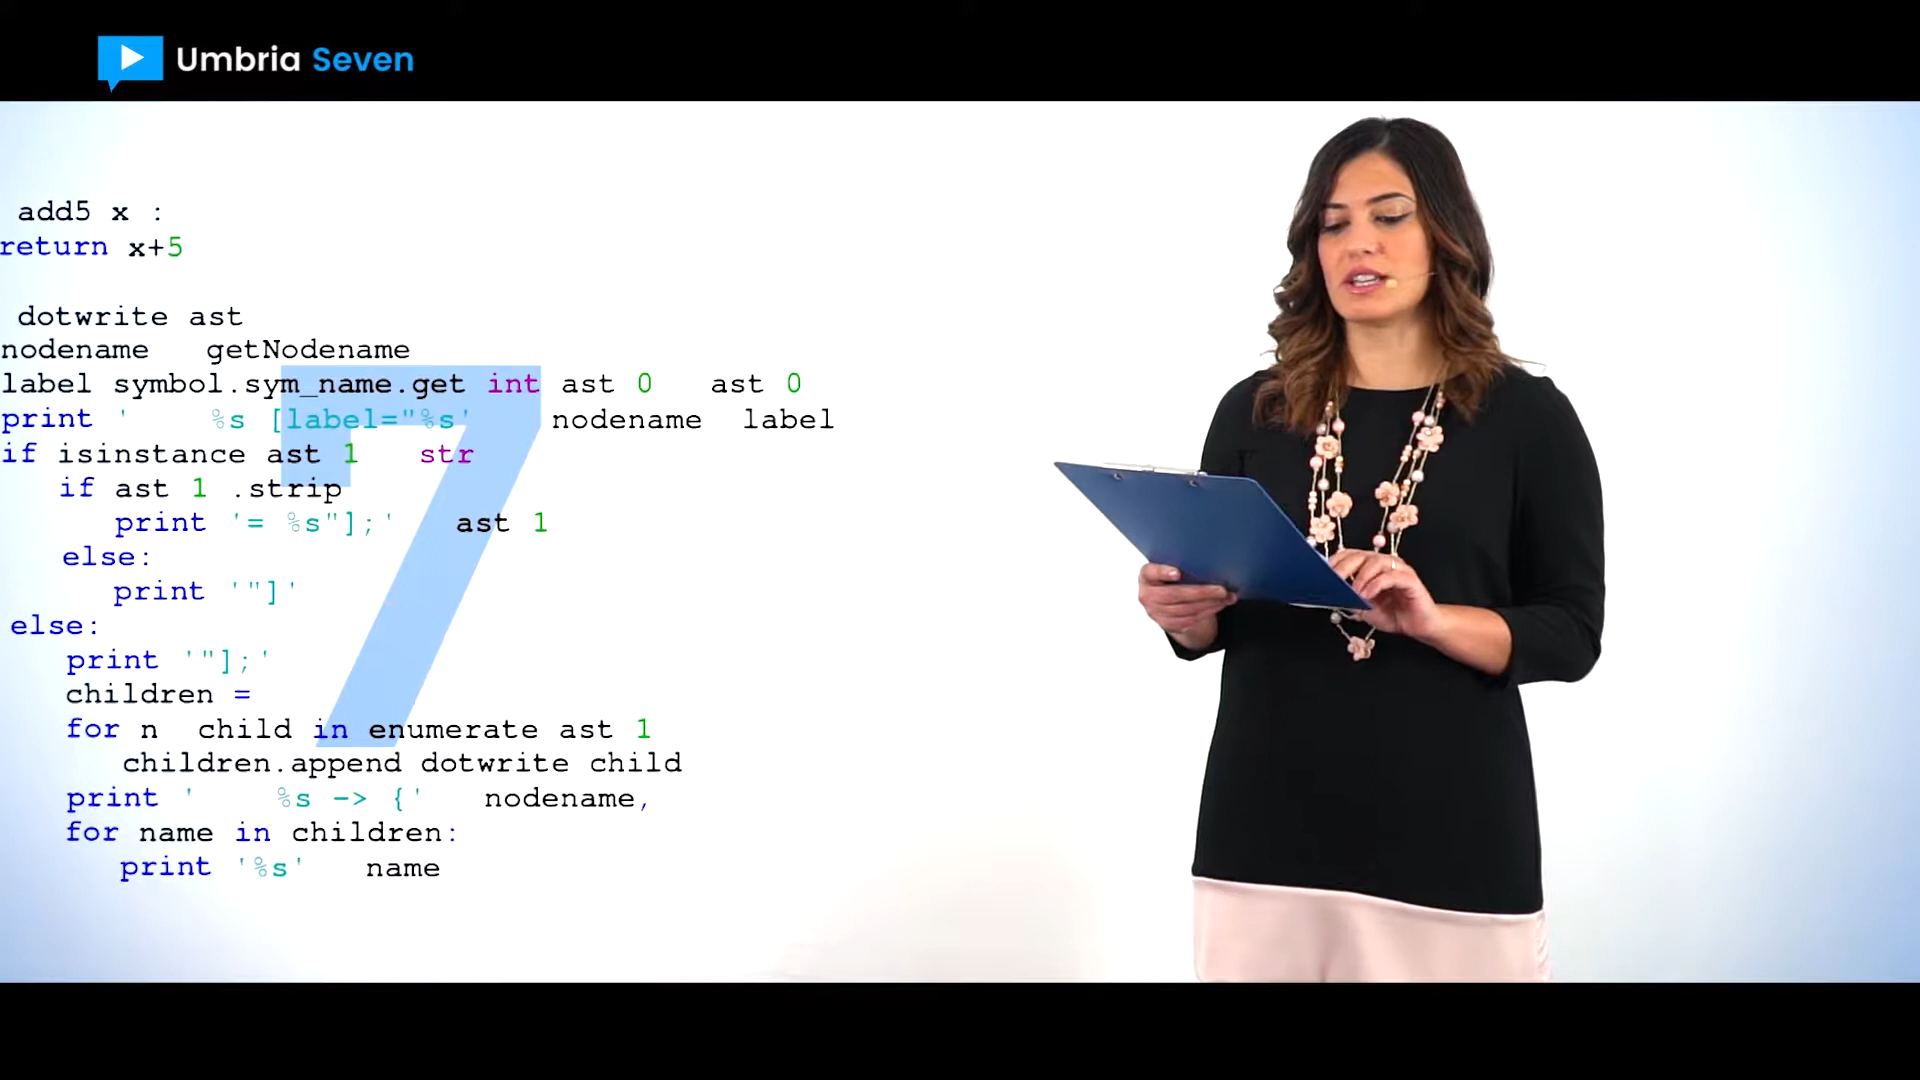 Umbria Seven
add5 x :
return x+5
dotwrite ast
nodename getNodename
label symbol.sym_name.get int ast 0 ast 0
print ' %s [label="%s' nodename label
if isinstance ast 1 str
if ast 1 .strip
print '= %s"];' ast 1
else:
print '"]'
else:
print '"];'
children =
for n child in enumerate ast 1
children.append dotwrite child
print ' %s -> {' nodename,
for name in children:
print '%s' name
7